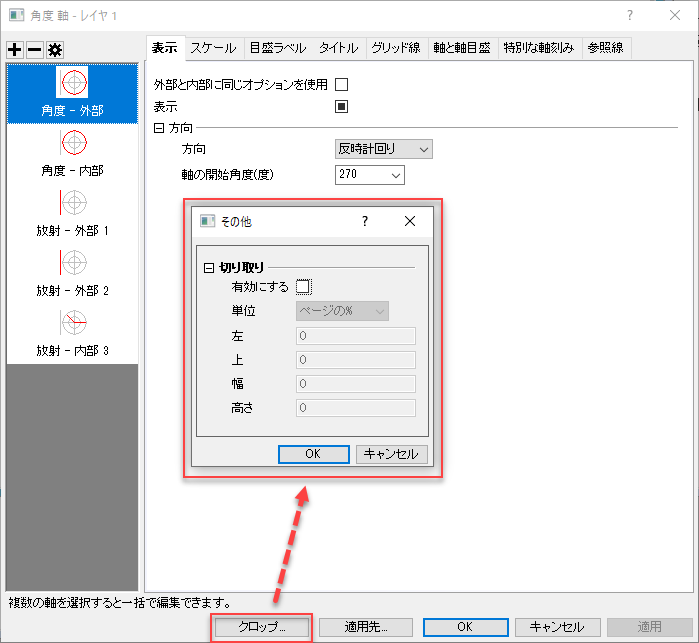 角度 軸 - レイヤ 1
表示 スケール 目盛ラベル タイトル グリッド線 軸と軸目盛 特別な軸刻み 参照線
角度 - 外部
角度 - 内部
放射 - 外部 1
放射 - 外部 2
放射 - 内部 3
外部と内部に同じオプションを使用
表示
方向
方向 反時計回り
軸の開始角度(度) 270
その他
切り取り
有効にする
単位 ページの%
左 0
上 0
幅 0
高さ 0
OK キャンセル
複数の軸を選択すると一括で編集できます。
クロップ... 適用先... OK キャンセル 適用